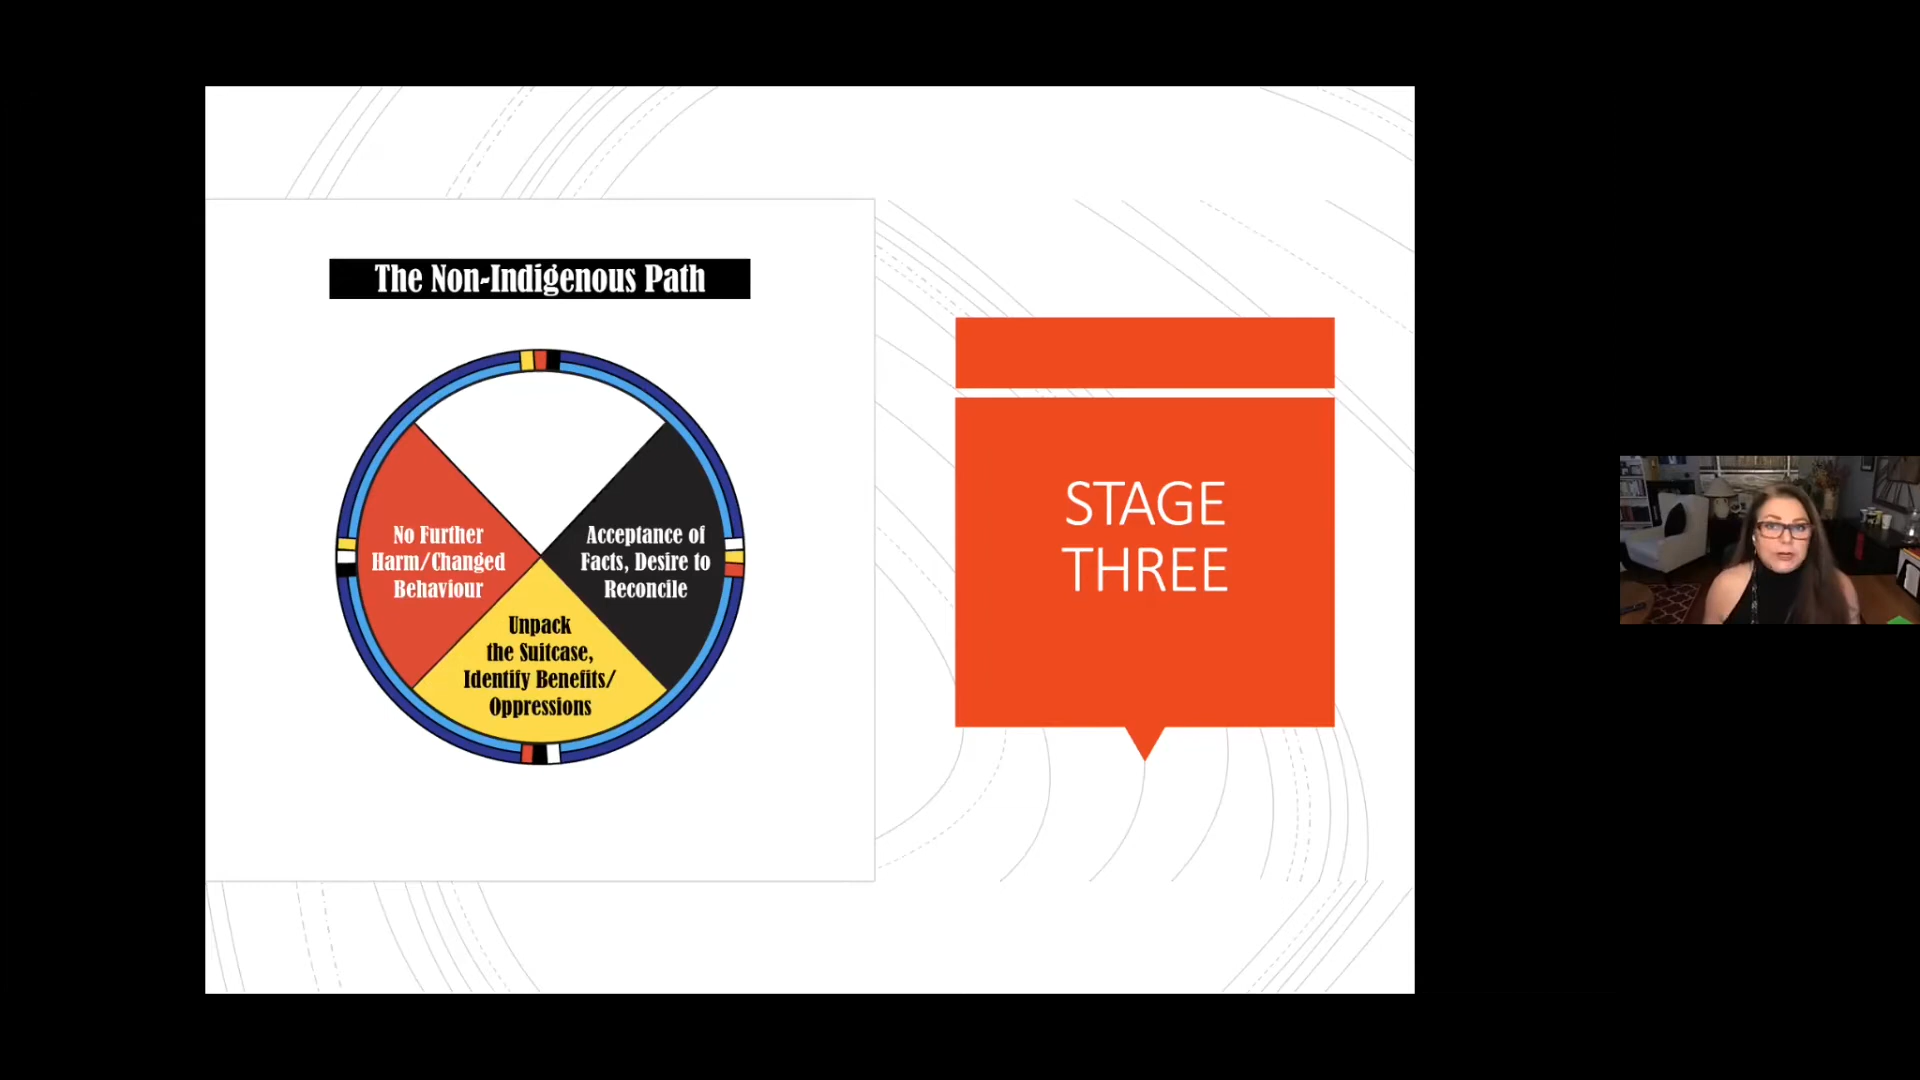 The Non-Indigenous Path
No Further
Harm/Changed
Behaviour
Acceptance of
Facts, Desire to
Reconcile
Unpack
the Suitcase,
Identify Benefits/
Oppressions
STAGE
THREE